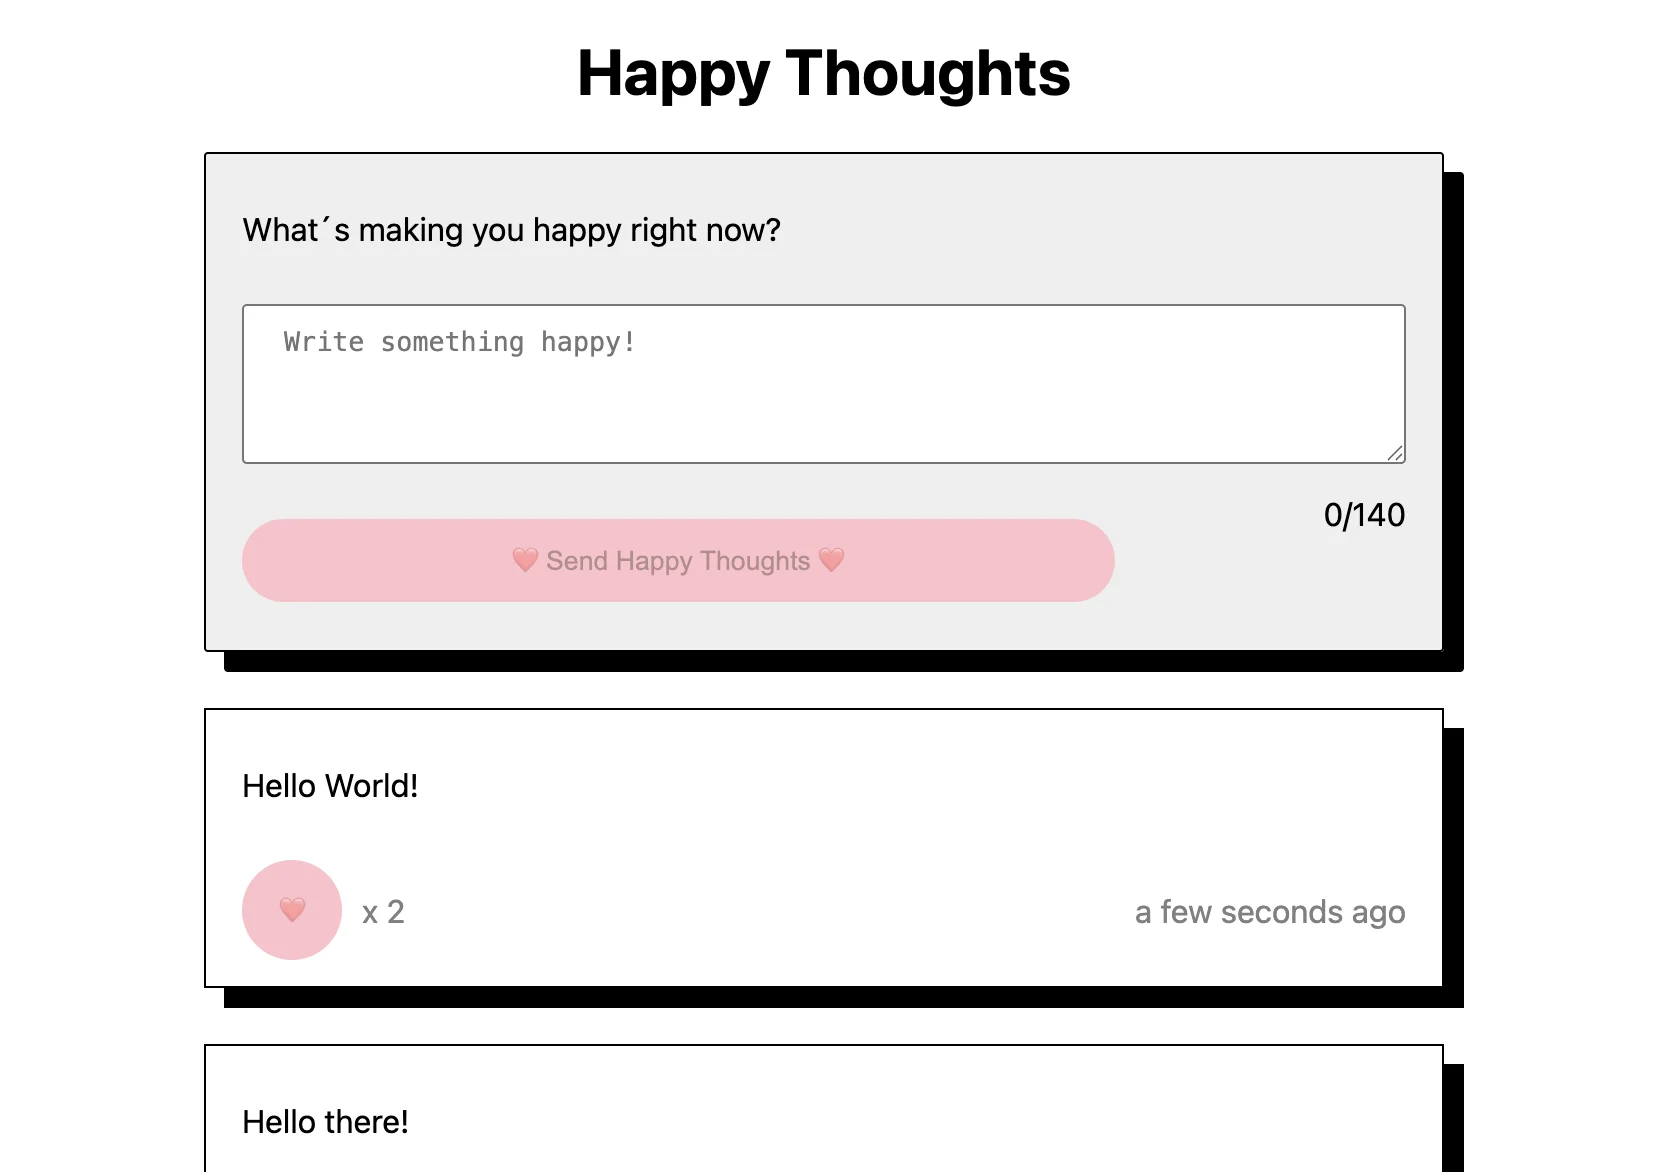 Happy Thoughts
What´s making you happy right now?
Write something happy!
0/140
❤️ Send Happy Thoughts ❤️
Hello World!
❤️ x 2
a few seconds ago
Hello there!